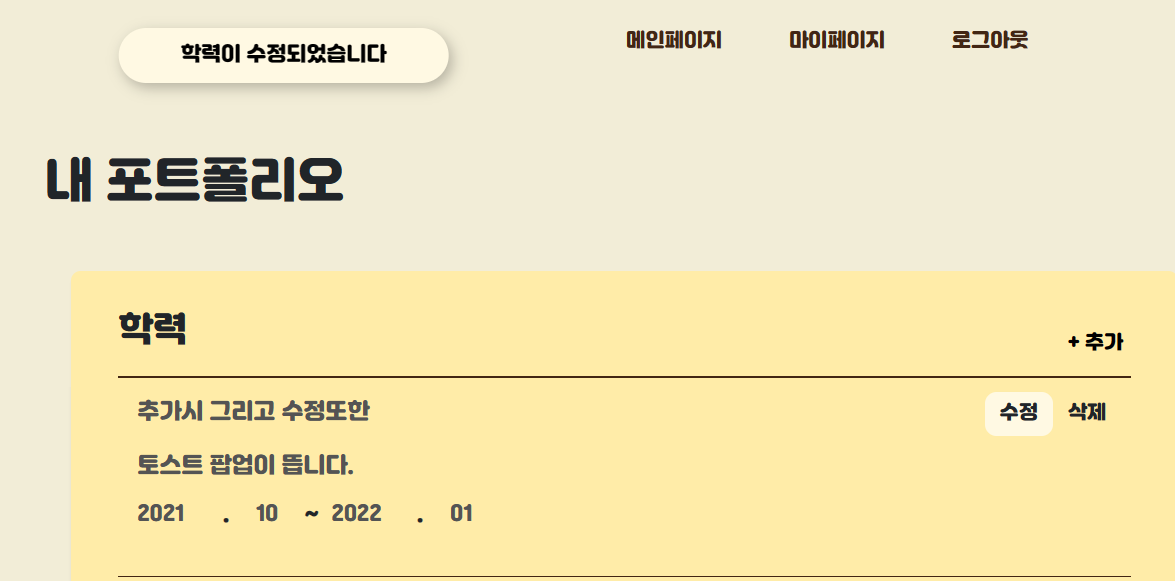 학력이 수정되었습니다
메인페이지 마이페이지 로그아웃
내 포트폴리오
학력
+ 추가
추가시 그리고 수정또한
수정 삭제
토스트 팝업이 뜹니다.
2021 . 10 ~ 2022 . 01